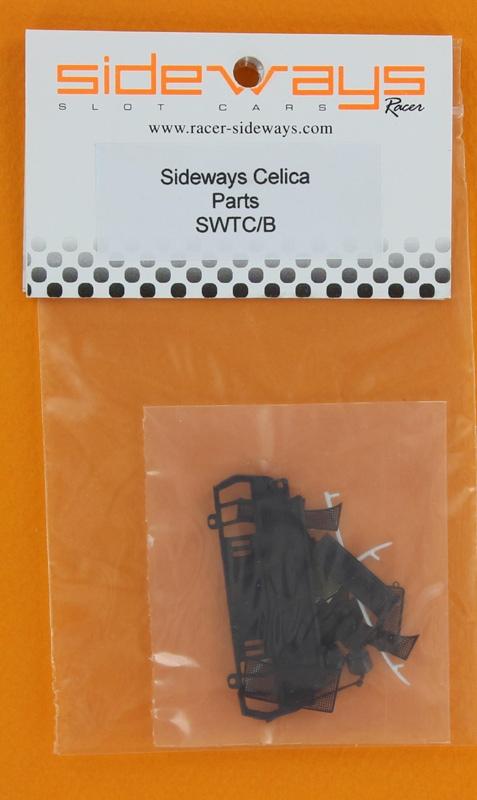 sideways
SLOT CARS Racer
www.racer-sideways.com
Sideways Celica
Parts
SWTC/B